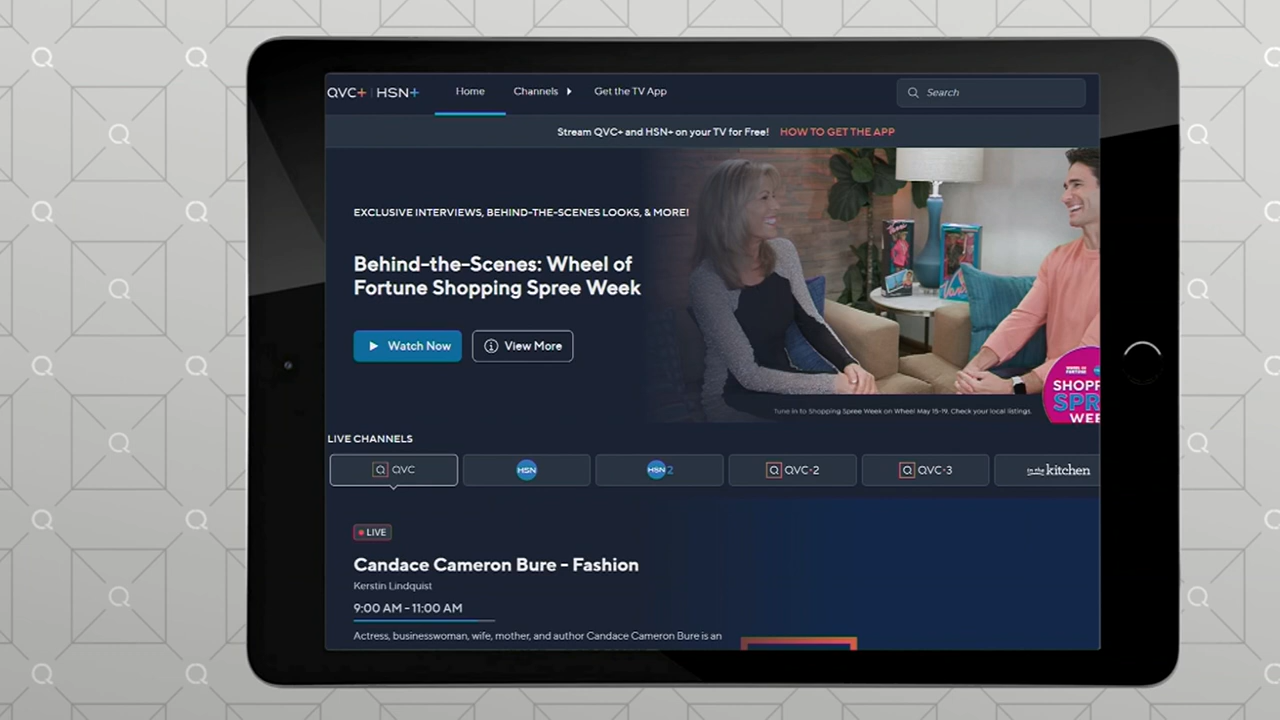 QVC+ | HSN+
Home
Channels
Get the TV App
Search
Stream QVC+ and HSN+ on your TV for Free! HOW TO GET THE APP
EXCLUSIVE INTERVIEWS, BEHIND-THE-SCENES LOOKS, & MORE!
Behind-the-Scenes: Wheel of
Fortune Shopping Spree Week
Watch Now
View More
WHEEL OF
FORTUNE
SHOPP
SPR
WEE
Tune in to Shopping Spree Week on Wheel May 15-19. Check your local listings.
LIVE CHANNELS
Q QVC
HSN
HSN 2
Q QVC•2
Q QVC•3
in the kitchen
LIVE
Candace Cameron Bure - Fashion
Kerstin Lindquist
9:00 AM - 11:00 AM
Actress, businesswoman, wife, mother, and author Candace Cameron Bure is an